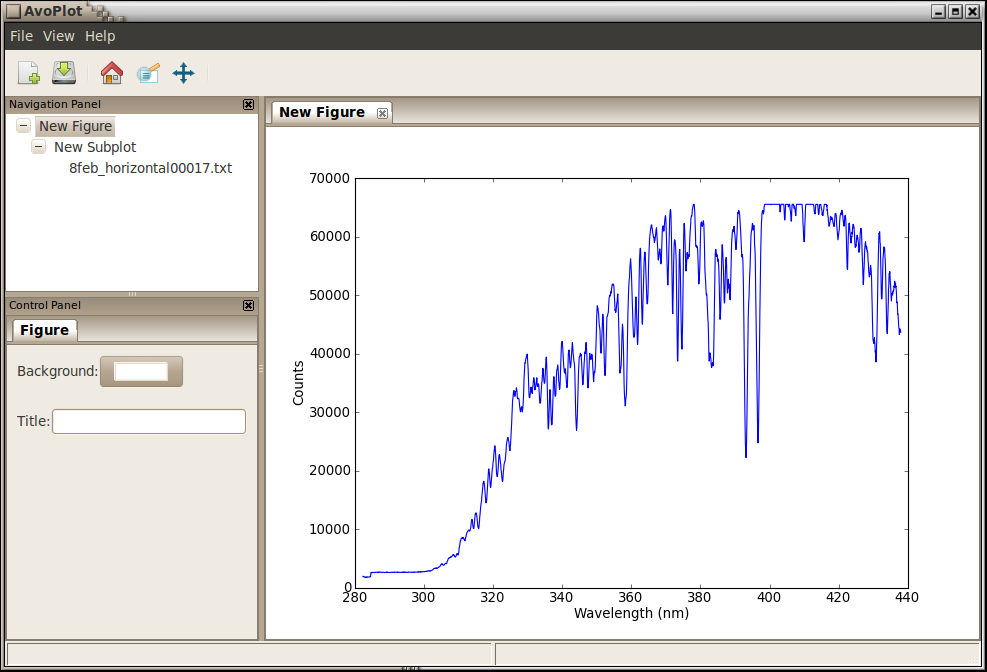 AvoPlot
File View Help
Navigation Panel
New Figure
New Subplot
8feb_horizontal00017.txt
Control Panel
Figure
Background:
Title:
New Figure
70000
60000
50000
40000
30000
20000
10000
0
Counts
280 300 320 340 360 380 400 420 440
Wavelength (nm)